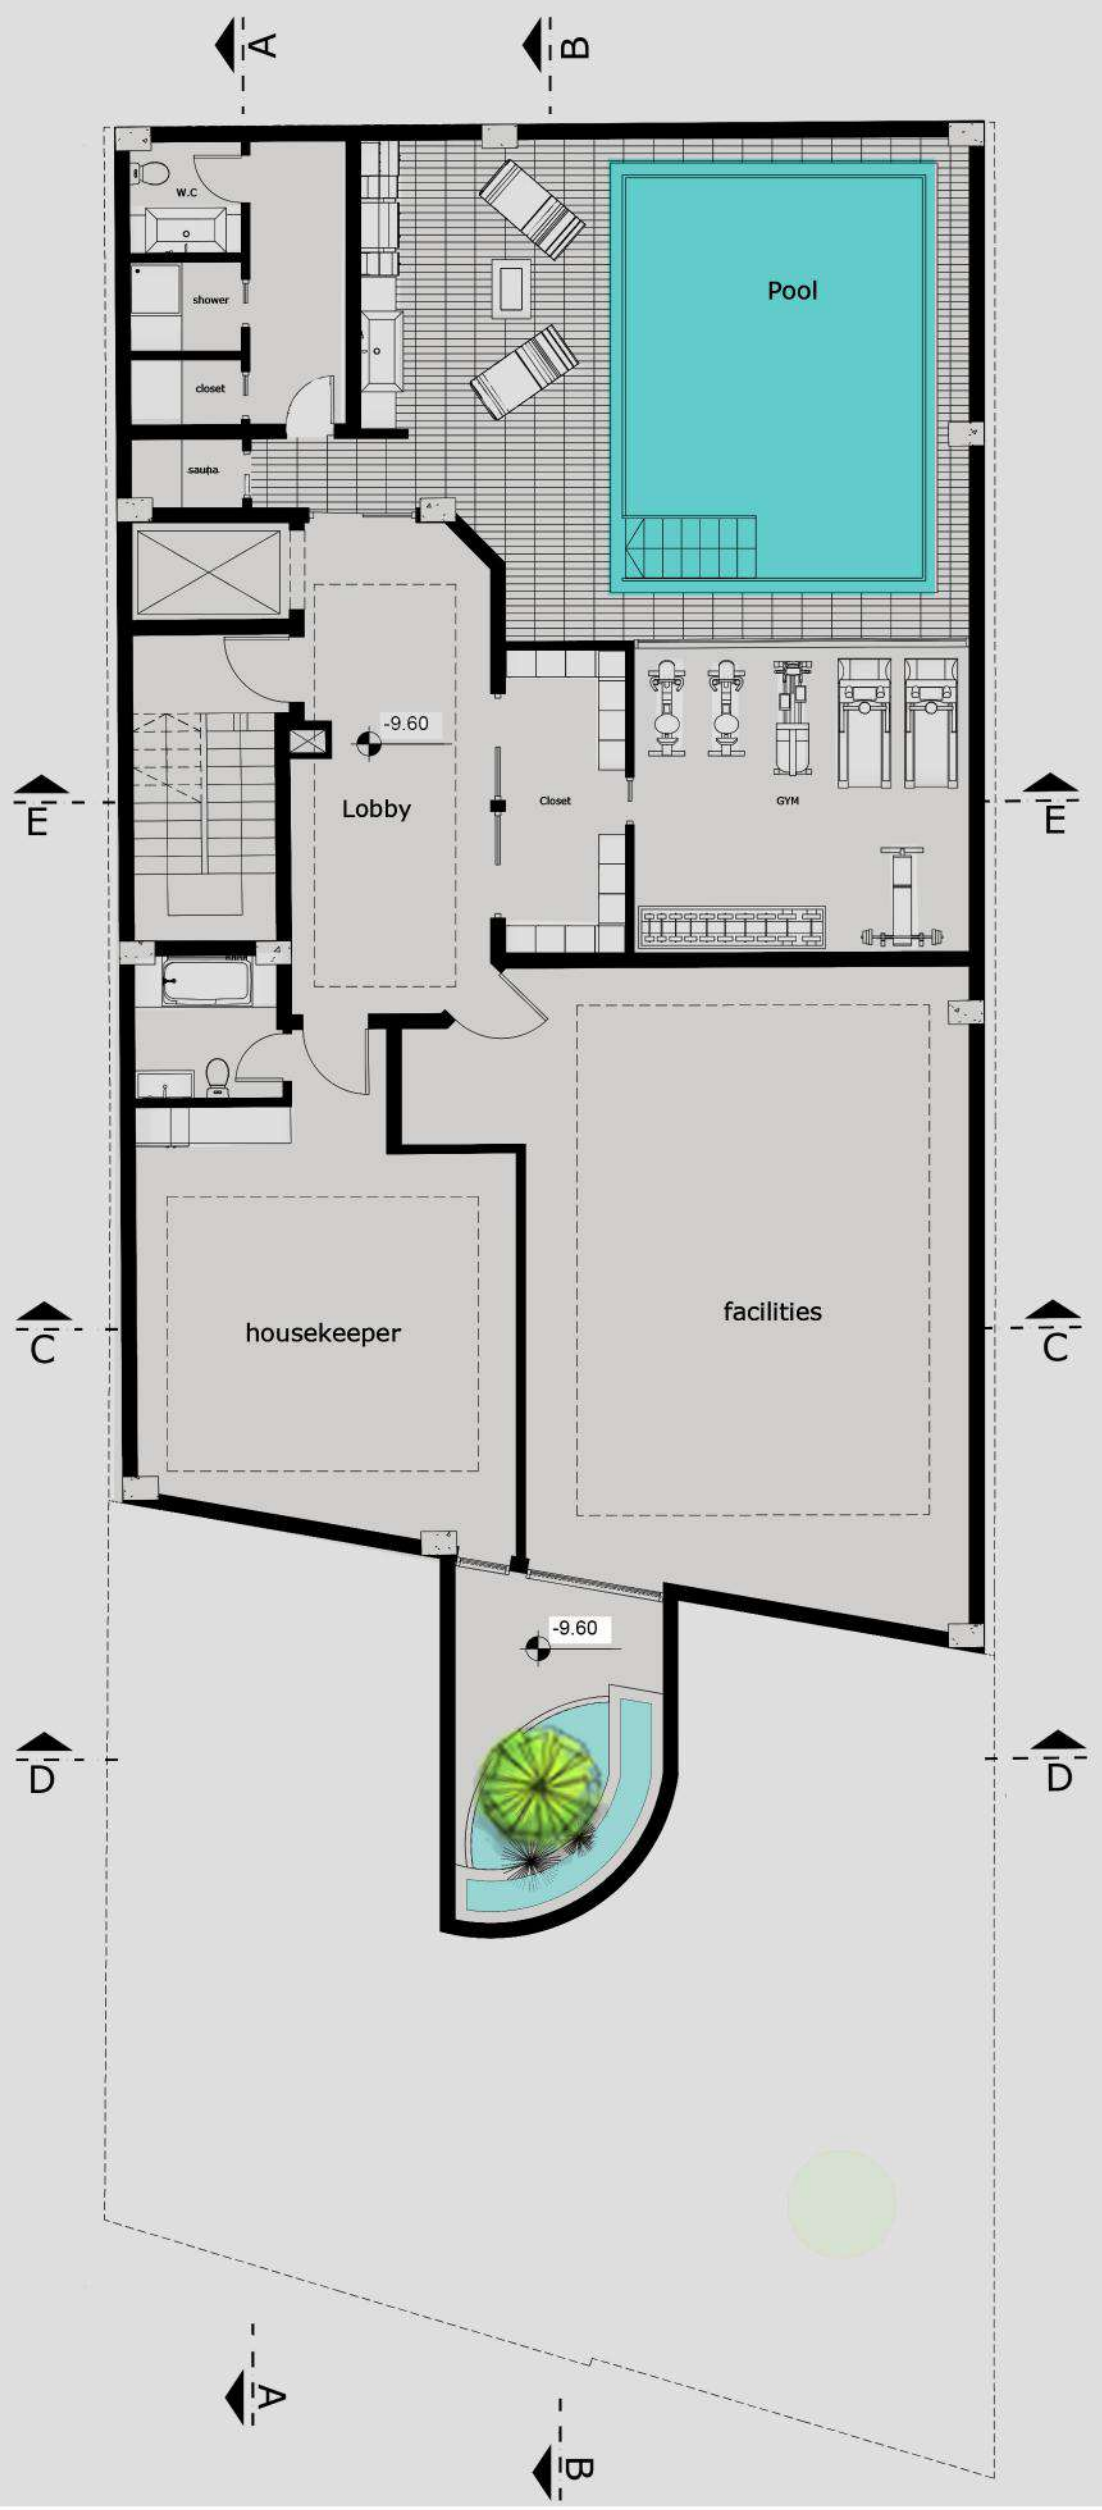 A
B
W.C
Pool
shower
closet
sauna
-9.60
E
Lobby
Closet
GYM
E
housekeeper
facilities
C
C
-9.60
D
D
A
B